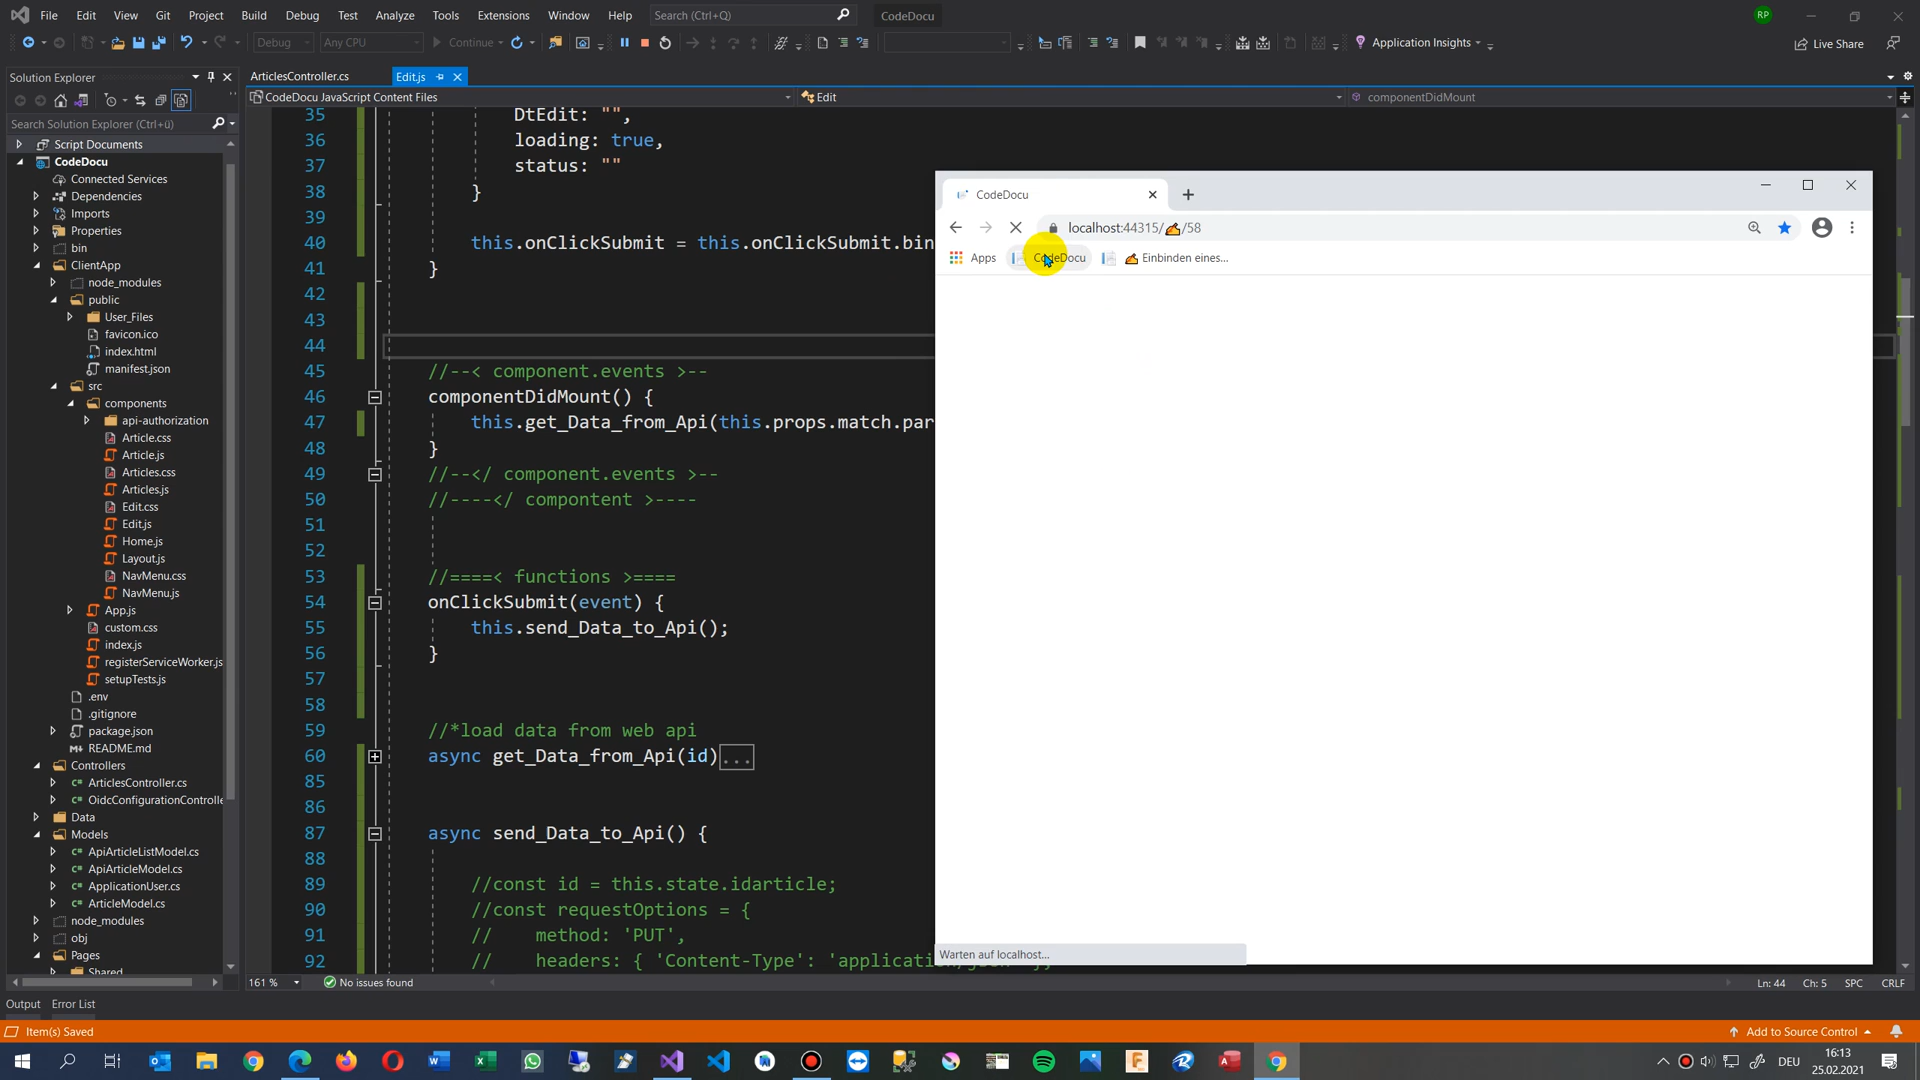 File Edit View Git Project Build Debug Test Analyze Tools Extensions Window Help Search (Ctrl+Q) CodeDocu RP
Debug Any CPU Continue Application Insights Live Share
Solution Explorer
Search Solution Explorer (Ctrl+ü)
Script Documents
CodeDocu
Connected Services
Dependencies
Imports
Properties
bin
ClientApp
node_modules
public
User_Files
favicon.ico
index.html
manifest.json
src
components
api-authorization
Article.css
Article.js
Articles.css
Articles.js
Edit.css
Edit.js
Home.js
Layout.js
NavMenu.css
NavMenu.js
App.js
custom.css
index.js
registerServiceWorker.js
setupTests.js
.env
.gitignore
package.json
README.md
Controllers
ArticlesController.cs
OidcConfigurationControlle
Data
Models
ApiArticleListModel.cs
ApiArticleModel.cs
ApplicationUser.cs
ArticleModel.cs
node_modules
obj
Pages
Shared
ArticlesController.cs Edit.js
CodeDocu JavaScript Content Files Edit componentDidMount
35 DtEdit: "",
36 loading: true,
37 status: ""
38 }
39
40 this.onClickSubmit = this.onClickSubmit.bin
41 }
42
43
44
45 //--< component.events >--
46 componentDidMount() {
47 this.get_Data_from_Api(this.props.match.par
48 }
49 //--</ component.events >--
50 //----</ compontent >----
51
52
53 //====< functions >====
54 onClickSubmit(event) {
55 this.send_Data_to_Api();
56 }
57
58
59 //*load data from web api
60 async get_Data_from_Api(id)...
85
86
87 async send_Data_to_Api() {
88
89 //const id = this.state.idarticle;
90 //const requestOptions = {
91 // method: 'PUT',
92 // headers: { 'Content-Type': 'application/
CodeDocu
localhost:44315/✍/58
Apps CodeDocu ✍ Einbinden eines...
Warten auf localhost...
161 % No issues found Ln: 44 Ch: 5 SPC CRLF
Output Error List
Item(s) Saved Add to Source Control
DEU 16:13
25.02.2021